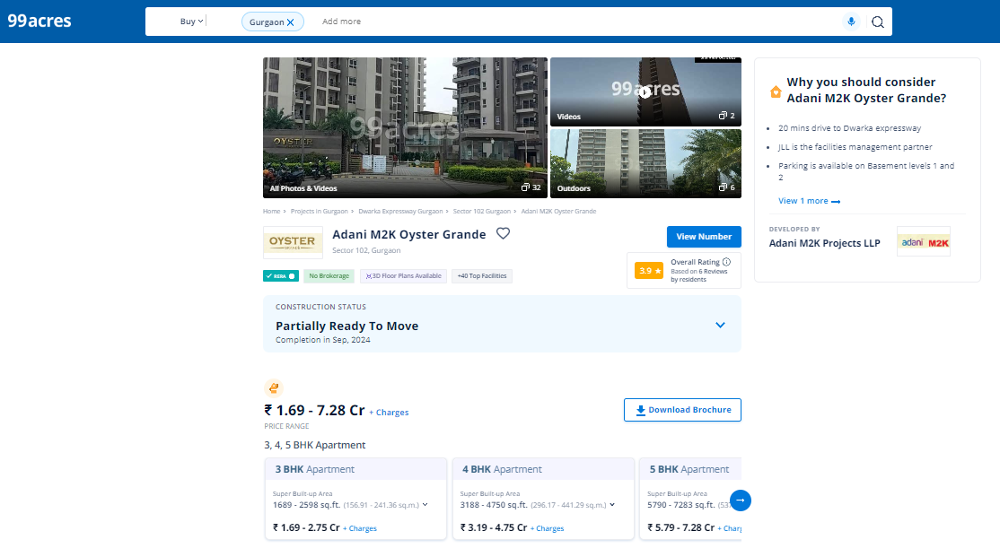 99acres
Buy
Gurgaon
Add more
99acres
OYSTER
All Photos & Videos
32
99acres
Videos
2
Outdoors
6
Home > Projects in Gurgaon > Dwarka Expressway Gurgaon > Sector 102 Gurgaon > Adani M2K Oyster Grande
OYSTER
GRANDE
Adani M2K Oyster Grande
Sector 102, Gurgaon
View Number
RERA
No Brokerage
3D Floor Plans Available
+40 Top Facilities
3.9 ★
Overall Rating
Based on 6 Reviews
by residents
CONSTRUCTION STATUS
Partially Ready To Move
Completion in Sep, 2024
₹ 1.69 - 7.28 Cr + Charges
PRICE RANGE
Download Brochure
3, 4, 5 BHK Apartment
3 BHK Apartment
Super Built-up Area
1689 - 2598 sq.ft. (156.91 - 241.36 sq.m.)
₹ 1.69 - 2.75 Cr + Charges
4 BHK Apartment
Super Built-up Area
3188 - 4750 sq.ft. (296.17 - 441.29 sq.m.)
₹ 3.19 - 4.75 Cr + Charges
5 BHK Apartment
Super Built-up Area
5790 - 7283 sq.ft.
₹ 5.79 - 7.28 Cr
Why you should consider
Adani M2K Oyster Grande?
• 20 mins drive to Dwarka expressway
• JLL is the facilities management partner
• Parking is available on Basement levels 1 and
2
View 1 more
DEVELOPED BY
Adani M2K Projects LLP
adani M2K